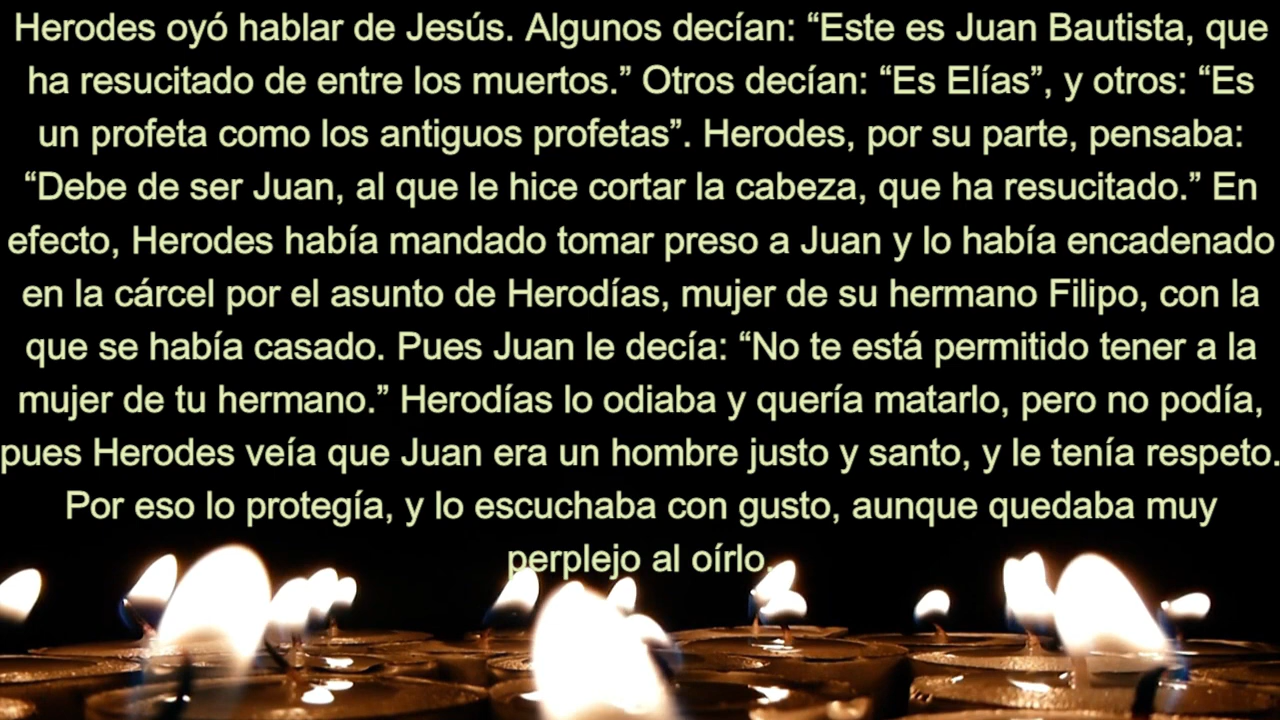 Herodes oyó hablar de Jesús. Algunos decían: “Este es Juan Bautista, que
ha resucitado de entre los muertos.” Otros decían: “Es Elías”, y otros: “Es
un profeta como los antiguos profetas”. Herodes, por su parte, pensaba:
“Debe de ser Juan, al que le hice cortar la cabeza, que ha resucitado.” En
efecto, Herodes había mandado tomar preso a Juan y lo había encadenado
en la cárcel por el asunto de Herodías, mujer de su hermano Filipo, con la
que se había casado. Pues Juan le decía: “No te está permitido tener a la
mujer de tu hermano.” Herodías lo odiaba y quería matarlo, pero no podía,
pues Herodes veía que Juan era un hombre justo y santo, y le tenía respeto.
Por eso lo protegía, y lo escuchaba con gusto, aunque quedaba muy
perplejo al oírlo.